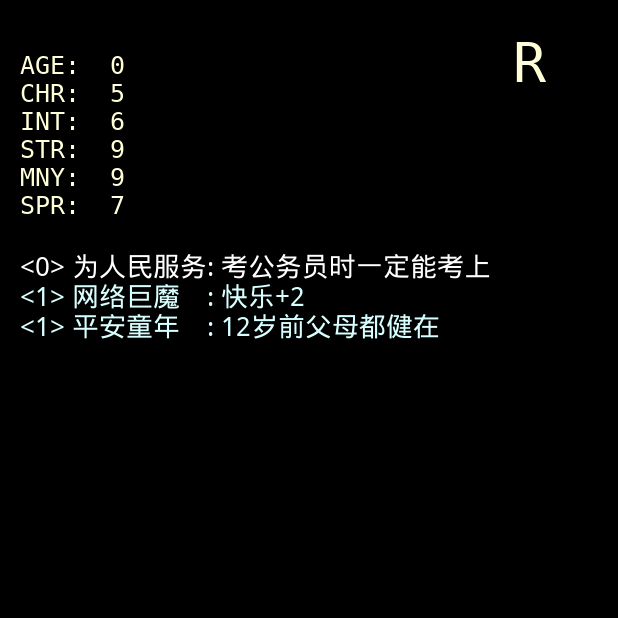 R
AGE: 0
CHR: 5
INT: 6
STR: 9
MNY: 9
SPR: 7
<0> 为人民服务: 考公务员时一定能考上
<1> 网络巨魔 : 快乐+2
<1> 平安童年 : 12岁前父母都健在